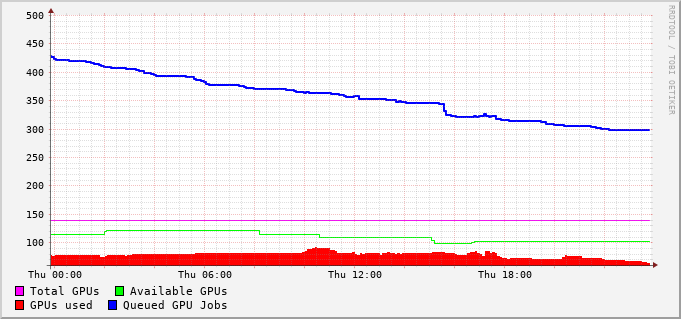 500
450
400
350
300
250
200
150
100
Thu 00:00 Thu 06:00 Thu 12:00 Thu 18:00
Total GPUs Available GPUs
GPUs used Queued GPU Jobs
RRDTOOL / TOBI OETIKER